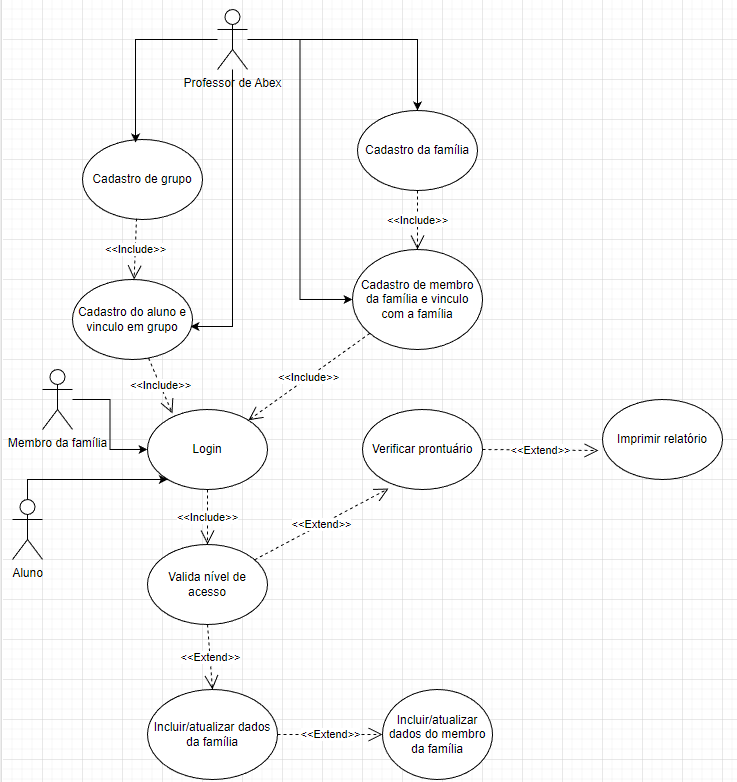 Professor de Abex
Cadastro da família
Cadastro de grupo
<<Include>>
<<Include>>
Cadastro de membro
da família e vinculo
com a família
Cadastro do aluno e
vinculo em grupo
<<Include>>
<<Include>>
Membro da família
Login
Verificar prontuário
<<Extend>>
Imprimir relatório
<<Include>>
<<Extend>>
Aluno
Valida nível de
acesso
<<Extend>>
Incluir/atualizar dados
da família
<<Extend>>
Incluir/atualizar
dados do membro
da família